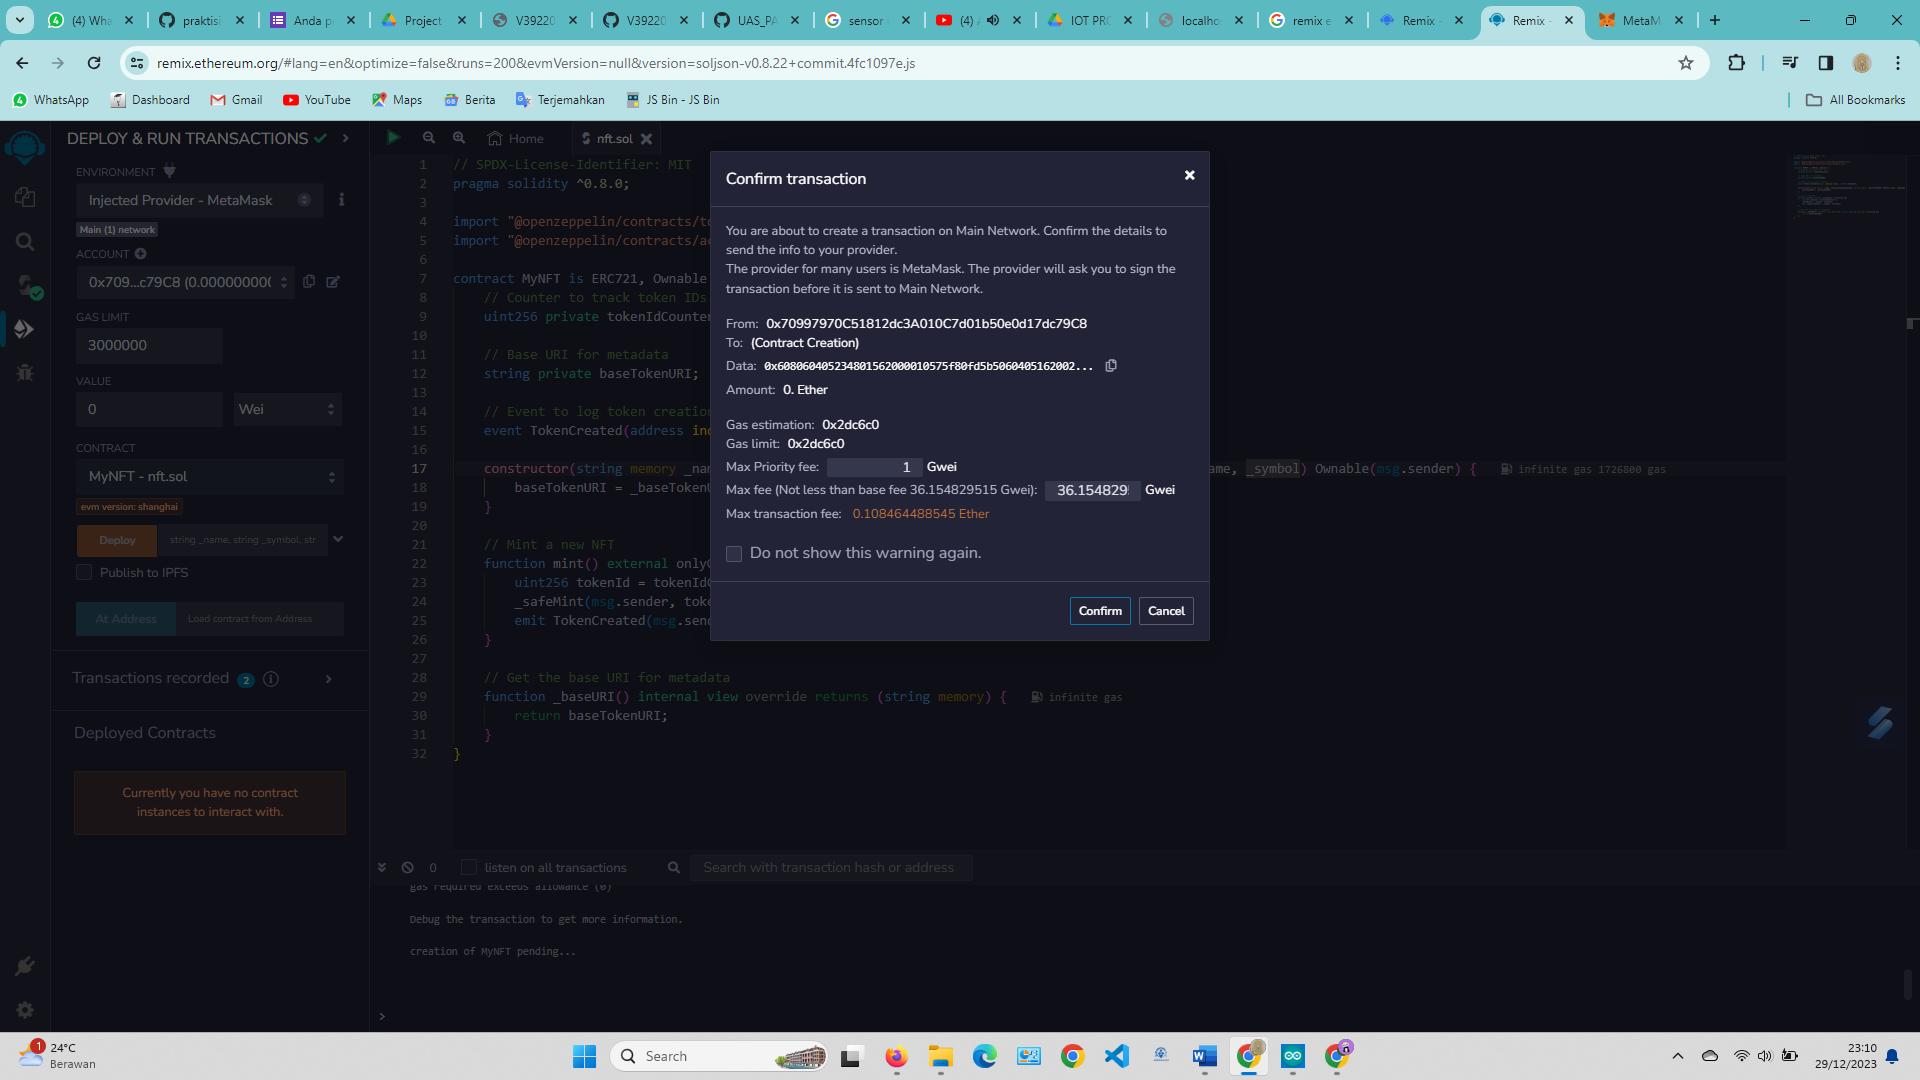 (4) Wha
praktisi
Anda p
Project
V39220
V39220
UAS_PA
sensor
(4)
IOT PR
localho
remix e
Remix -
Remix -
MetaM
remix.ethereum.org/#lang=en&optimize=false&runs=200&evmVersion=null&version=soljson-v0.8.22+commit.4fc1097e.js
WhatsApp
Dashboard
Gmail
YouTube
Maps
Berita
Terjemahkan
JS Bin - JS Bin
All Bookmarks
DEPLOY & RUN TRANSACTIONS
ENVIRONMENT
Injected Provider - MetaMask
Main (1) network
ACCOUNT
0x709...c79C8 (0.000000000
GAS LIMIT
3000000
VALUE
0
Wei
CONTRACT
MyNFT - nft.sol
evm version: shanghai
Deploy
string _name, string _symbol, str
Publish to IPFS
At Address
Load contract from Address
Transactions recorded 2
Deployed Contracts
Currently you have no contract
instances to interact with.
Home
nft.sol
1 // SPDX-License-Identifier: MIT
2 pragma solidity ^0.8.0;
3
4 import "@openzeppelin/contracts/to
5 import "@openzeppelin/contracts/ac
6
7 contract MyNFT is ERC721, Ownable
8 // Counter to track token IDs
9 uint256 private tokenIdCounter
10
11 // Base URI for metadata
12 string private baseTokenURI;
13
14 // Event to log token creation
15 event TokenCreated(address ind
16
17 constructor(string memory _na ame, _symbol) Ownable(msg.sender) { infinite gas 1726800 gas
18 baseTokenURI = _baseTokenU
19 }
20
21 // Mint a new NFT
22 function mint() external onlyO
23 uint256 tokenId = tokenIdC
24 _safeMint(msg.sender, toke
25 emit TokenCreated(msg.send
26 }
27
28 // Get the base URI for metadata
29 function _baseURI() internal view override returns (string memory) { infinite gas
30 return baseTokenURI;
31 }
32 }
Confirm transaction
You are about to create a transaction on Main Network. Confirm the details to
send the info to your provider.
The provider for many users is MetaMask. The provider will ask you to sign the
transaction before it is sent to Main Network.
From: 0x70997970C51812dc3A010C7d01b50e0d17dc79C8
To: (Contract Creation)
Data: 0x608060405234801562000010575f80fd5b5060405162002...
Amount: 0. Ether
Gas estimation: 0x2dc6c0
Gas limit: 0x2dc6c0
Max Priority fee: 1 Gwei
Max fee (Not less than base fee 36.154829515 Gwei): 36.154829 Gwei
Max transaction fee: 0.108464488545 Ether
Do not show this warning again.
Confirm
Cancel
0
listen on all transactions
Search with transaction hash or address
gas required exceeds allowance (0)
Debug the transaction to get more information.
creation of MyNFT pending...
>
1
24°C
Berawan
Search
23:10
29/12/2023